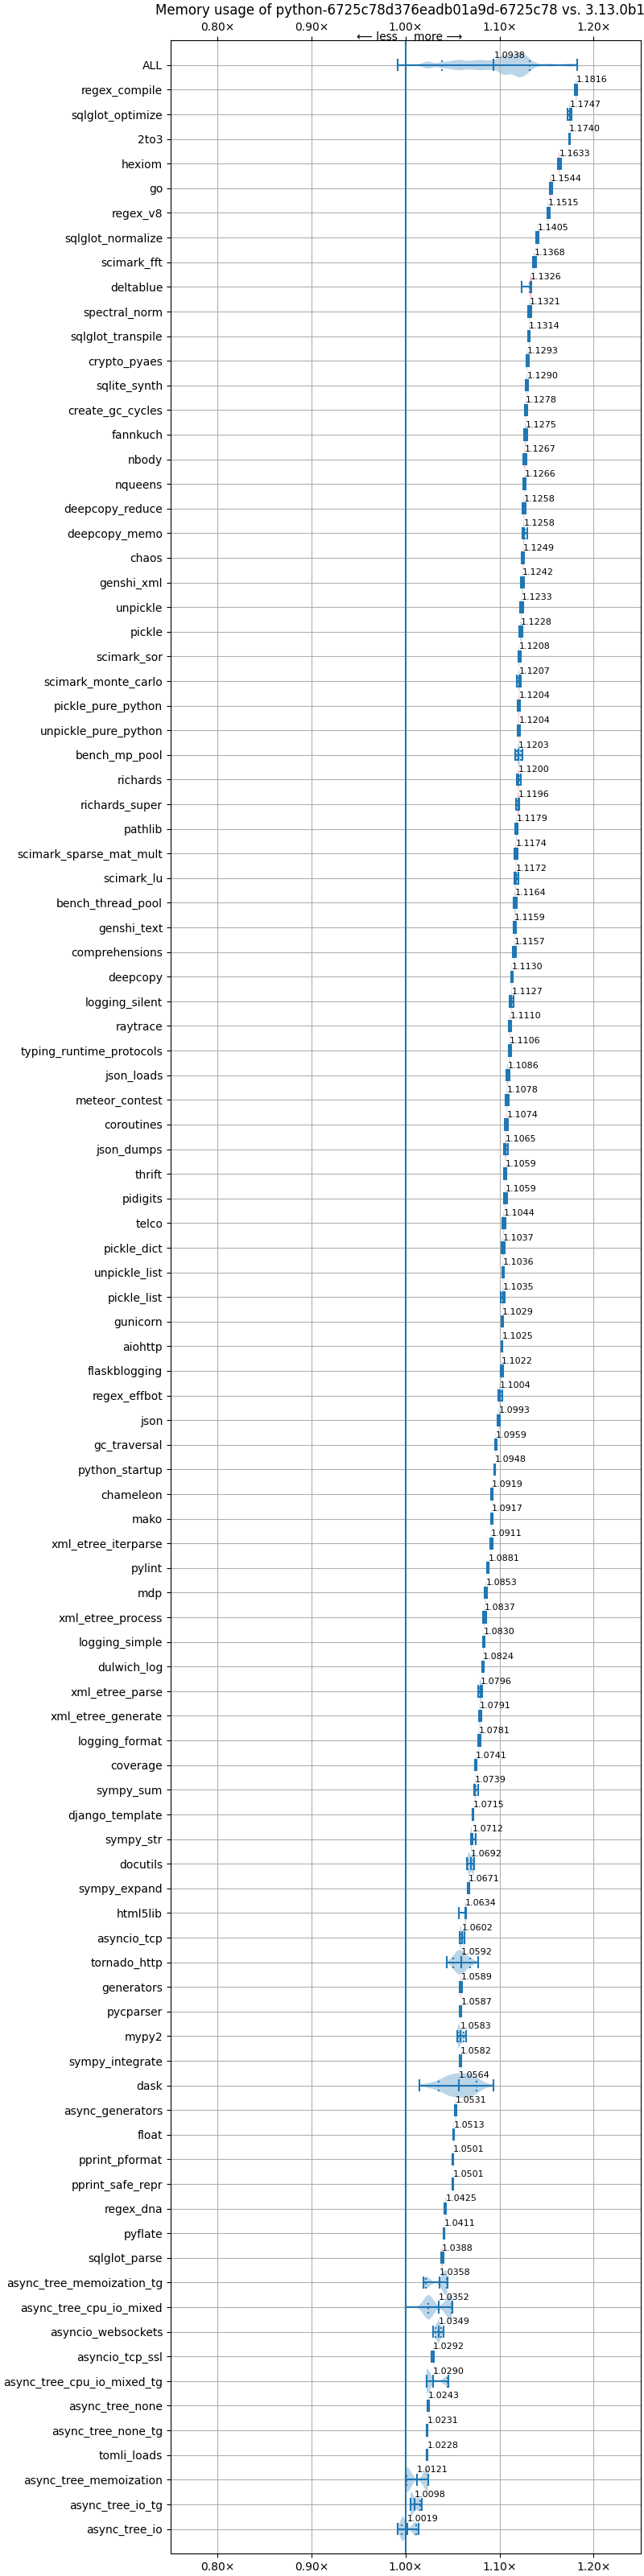 Memory usage of python-6725c78d376eadb01a9d-6725c78 vs. 3.13.0b1
0.80× 0.90× 1.00× 1.10× 1.20×
⟵ less more ⟶
ALL 1.0938
regex_compile 1.1816
sqlglot_optimize 1.1747
2to3 1.1740
hexiom 1.1633
go 1.1544
regex_v8 1.1515
sqlglot_normalize 1.1405
scimark_fft 1.1368
deltablue 1.1326
spectral_norm 1.1321
sqlglot_transpile 1.1314
crypto_pyaes 1.1293
sqlite_synth 1.1290
create_gc_cycles 1.1278
fannkuch 1.1275
nbody 1.1267
nqueens 1.1266
deepcopy_reduce 1.1258
deepcopy_memo 1.1258
chaos 1.1249
genshi_xml 1.1242
unpickle 1.1233
pickle 1.1228
scimark_sor 1.1208
scimark_monte_carlo 1.1207
pickle_pure_python 1.1204
unpickle_pure_python 1.1204
bench_mp_pool 1.1203
richards 1.1200
richards_super 1.1196
pathlib 1.1179
scimark_sparse_mat_mult 1.1174
scimark_lu 1.1172
bench_thread_pool 1.1164
genshi_text 1.1159
comprehensions 1.1157
deepcopy 1.1130
logging_silent 1.1127
raytrace 1.1110
typing_runtime_protocols 1.1106
json_loads 1.1086
meteor_contest 1.1078
coroutines 1.1074
json_dumps 1.1065
thrift 1.1059
pidigits 1.1059
telco 1.1044
pickle_dict 1.1037
unpickle_list 1.1036
pickle_list 1.1035
gunicorn 1.1029
aiohttp 1.1025
flaskblogging 1.1022
regex_effbot 1.1004
json 1.0993
gc_traversal 1.0959
python_startup 1.0948
chameleon 1.0919
mako 1.0917
xml_etree_iterparse 1.0911
pylint 1.0881
mdp 1.0853
xml_etree_process 1.0837
logging_simple 1.0830
dulwich_log 1.0824
xml_etree_parse 1.0796
xml_etree_generate 1.0791
logging_format 1.0781
coverage 1.0741
sympy_sum 1.0739
django_template 1.0715
sympy_str 1.0712
docutils 1.0692
sympy_expand 1.0671
html5lib 1.0634
asyncio_tcp 1.0602
tornado_http 1.0592
generators 1.0589
pycparser 1.0587
mypy2 1.0583
sympy_integrate 1.0582
dask 1.0564
async_generators 1.0531
float 1.0513
pprint_pformat 1.0501
pprint_safe_repr 1.0501
regex_dna 1.0425
pyflate 1.0411
sqlglot_parse 1.0388
async_tree_memoization_tg 1.0358
async_tree_cpu_io_mixed 1.0352
asyncio_websockets 1.0349
asyncio_tcp_ssl 1.0292
async_tree_cpu_io_mixed_tg 1.0290
async_tree_none 1.0243
async_tree_none_tg 1.0231
tomli_loads 1.0228
async_tree_memoization 1.0121
async_tree_io_tg 1.0098
async_tree_io 1.0019
0.80× 0.90× 1.00× 1.10× 1.20×